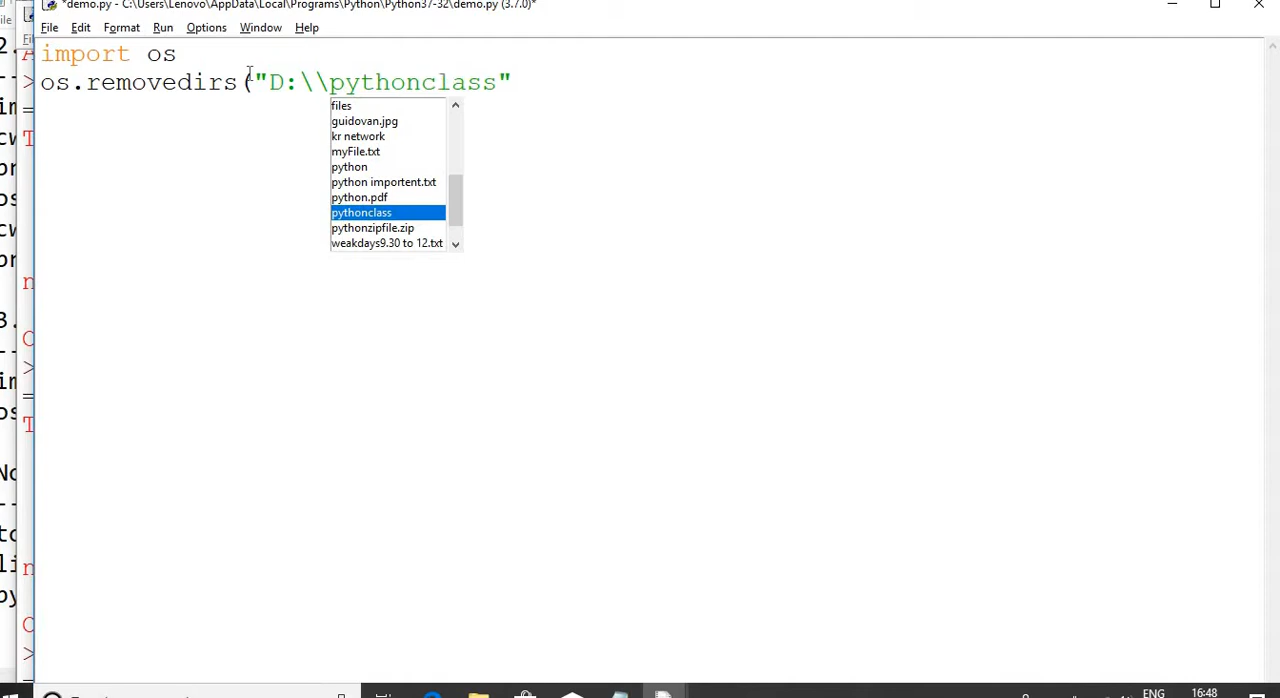 *demo.py - C:\Users\Lenovo\AppData\Local\Programs\Python\Python37-32\demo.py (3.7.0)*
File Edit Format Run Options Window Help
import os
os.removedirs("D:\\pythonclass"
files
guidovan.jpg
kr network
myFile.txt
python
python importent.txt
python.pdf
pythonclass
pythonzipfile.zip
weakdays9.30 to 12.txt
ENG
16:48